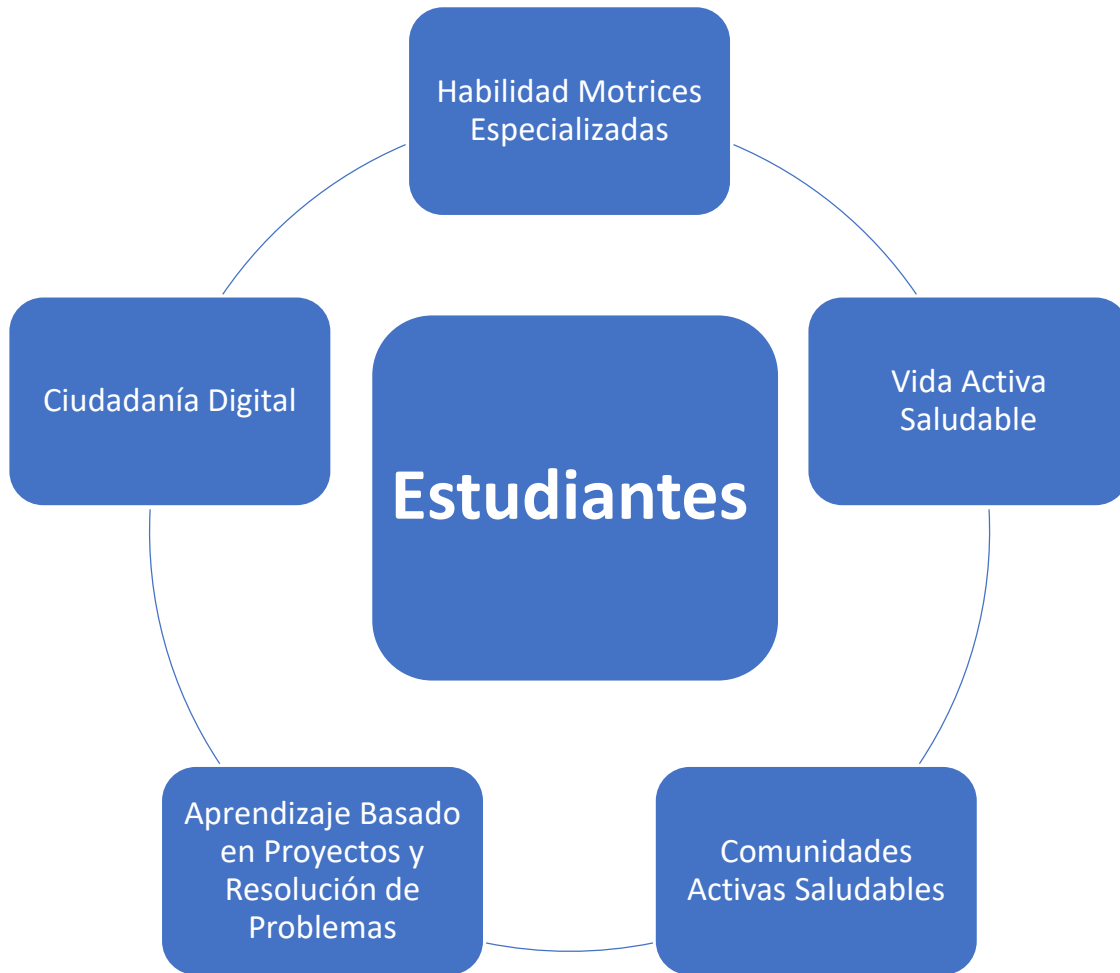 Habilidad Motrices
Especializadas
Vida Activa
Saludable
Comunidades
Activas Saludables
Aprendizaje Basado
en Proyectos y
Resolución de
Problemas
Ciudadanía Digital
Estudiantes